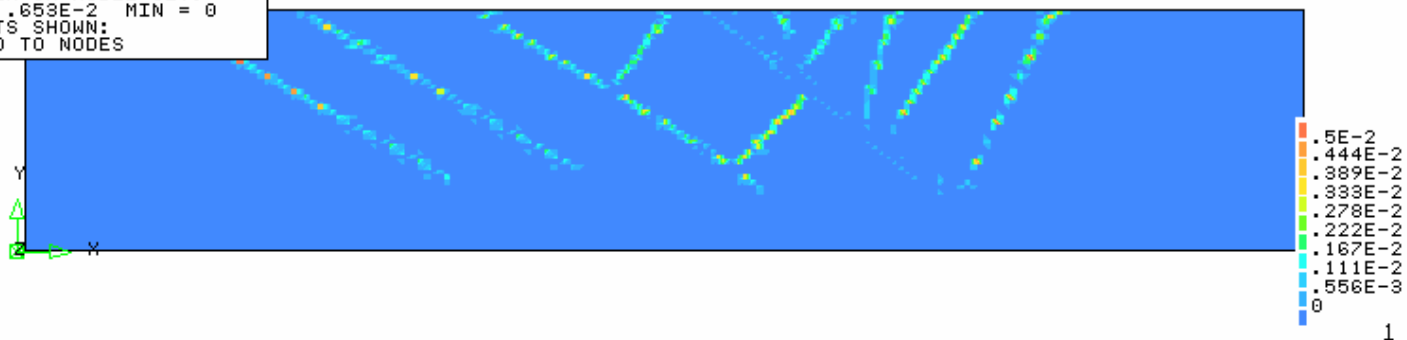 .653E-2 MIN = 0
TS SHOWN:
TO NODES
Y
Z X
.5E-2
.444E-2
.389E-2
.333E-2
.278E-2
.222E-2
.167E-2
.111E-2
.556E-3
0
1